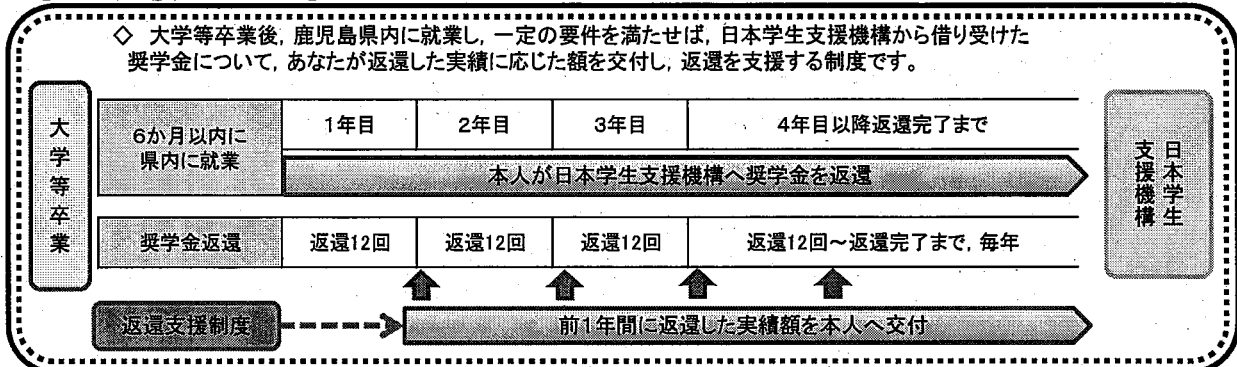 ◇ 大学等卒業後，鹿児島県内に就業し，一定の要件を満たせば，日本学生支援機構から借り受けた
奨学金について，あなたが返還した実績に応じた額を交付し，返還を支援する制度です。
大学等卒業
6か月以内に
県内に就業
1年目
2年目
3年目
4年目以降返還完了まで
本人が日本学生支援機構へ奨学金を返還
奨学金返還
返還12回
返還12回
返還12回
返還12回～返還完了まで，毎年
返還支援制度
前1年間に返還した実績額を本人へ交付
日本学生
支援機構